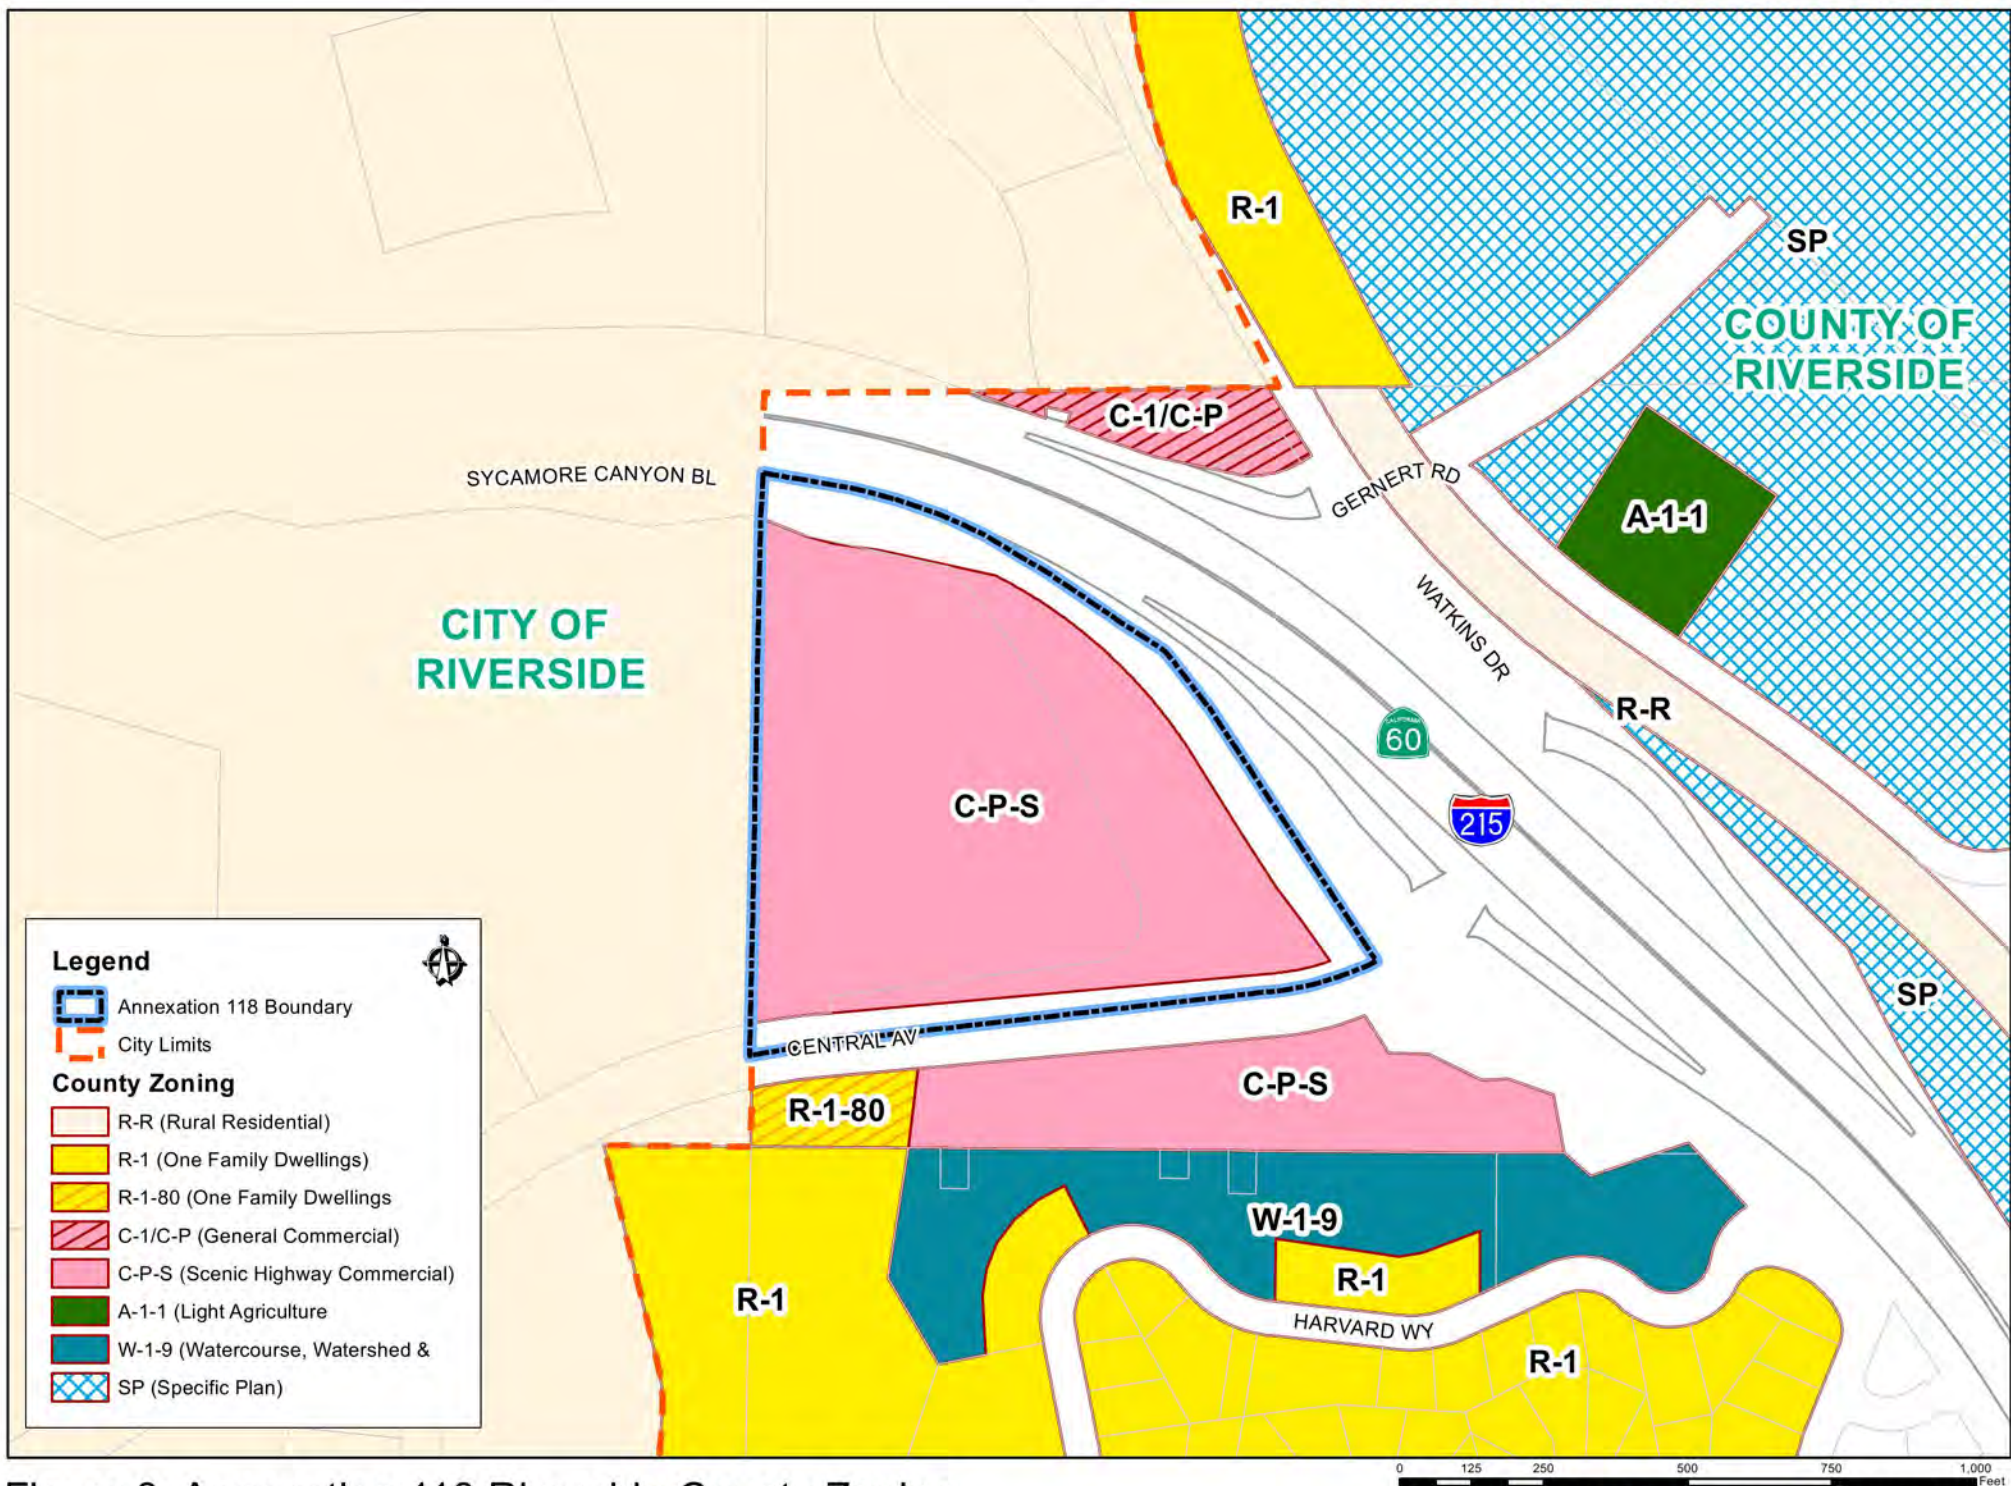 R-1
SP
COUNTY OF
RIVERSIDE
C-1/C-P
SYCAMORE CANYON BL
GERNERT RD
A-1-1
WATKINS DR
CITY OF
RIVERSIDE
R-R
CALIFORNIA
60
C-P-S
215
SP
CENTRAL AV
C-P-S
R-1-80
W-1-9
R-1
R-1
HARVARD WY
R-1
Legend
Annexation 118 Boundary
City Limits
County Zoning
R-R (Rural Residential)
R-1 (One Family Dwellings)
R-1-80 (One Family Dwellings
C-1/C-P (General Commercial)
C-P-S (Scenic Highway Commercial)
A-1-1 (Light Agriculture
W-1-9 (Watercourse, Watershed &
SP (Specific Plan)
0 125 250 500 750 1,000
Feet